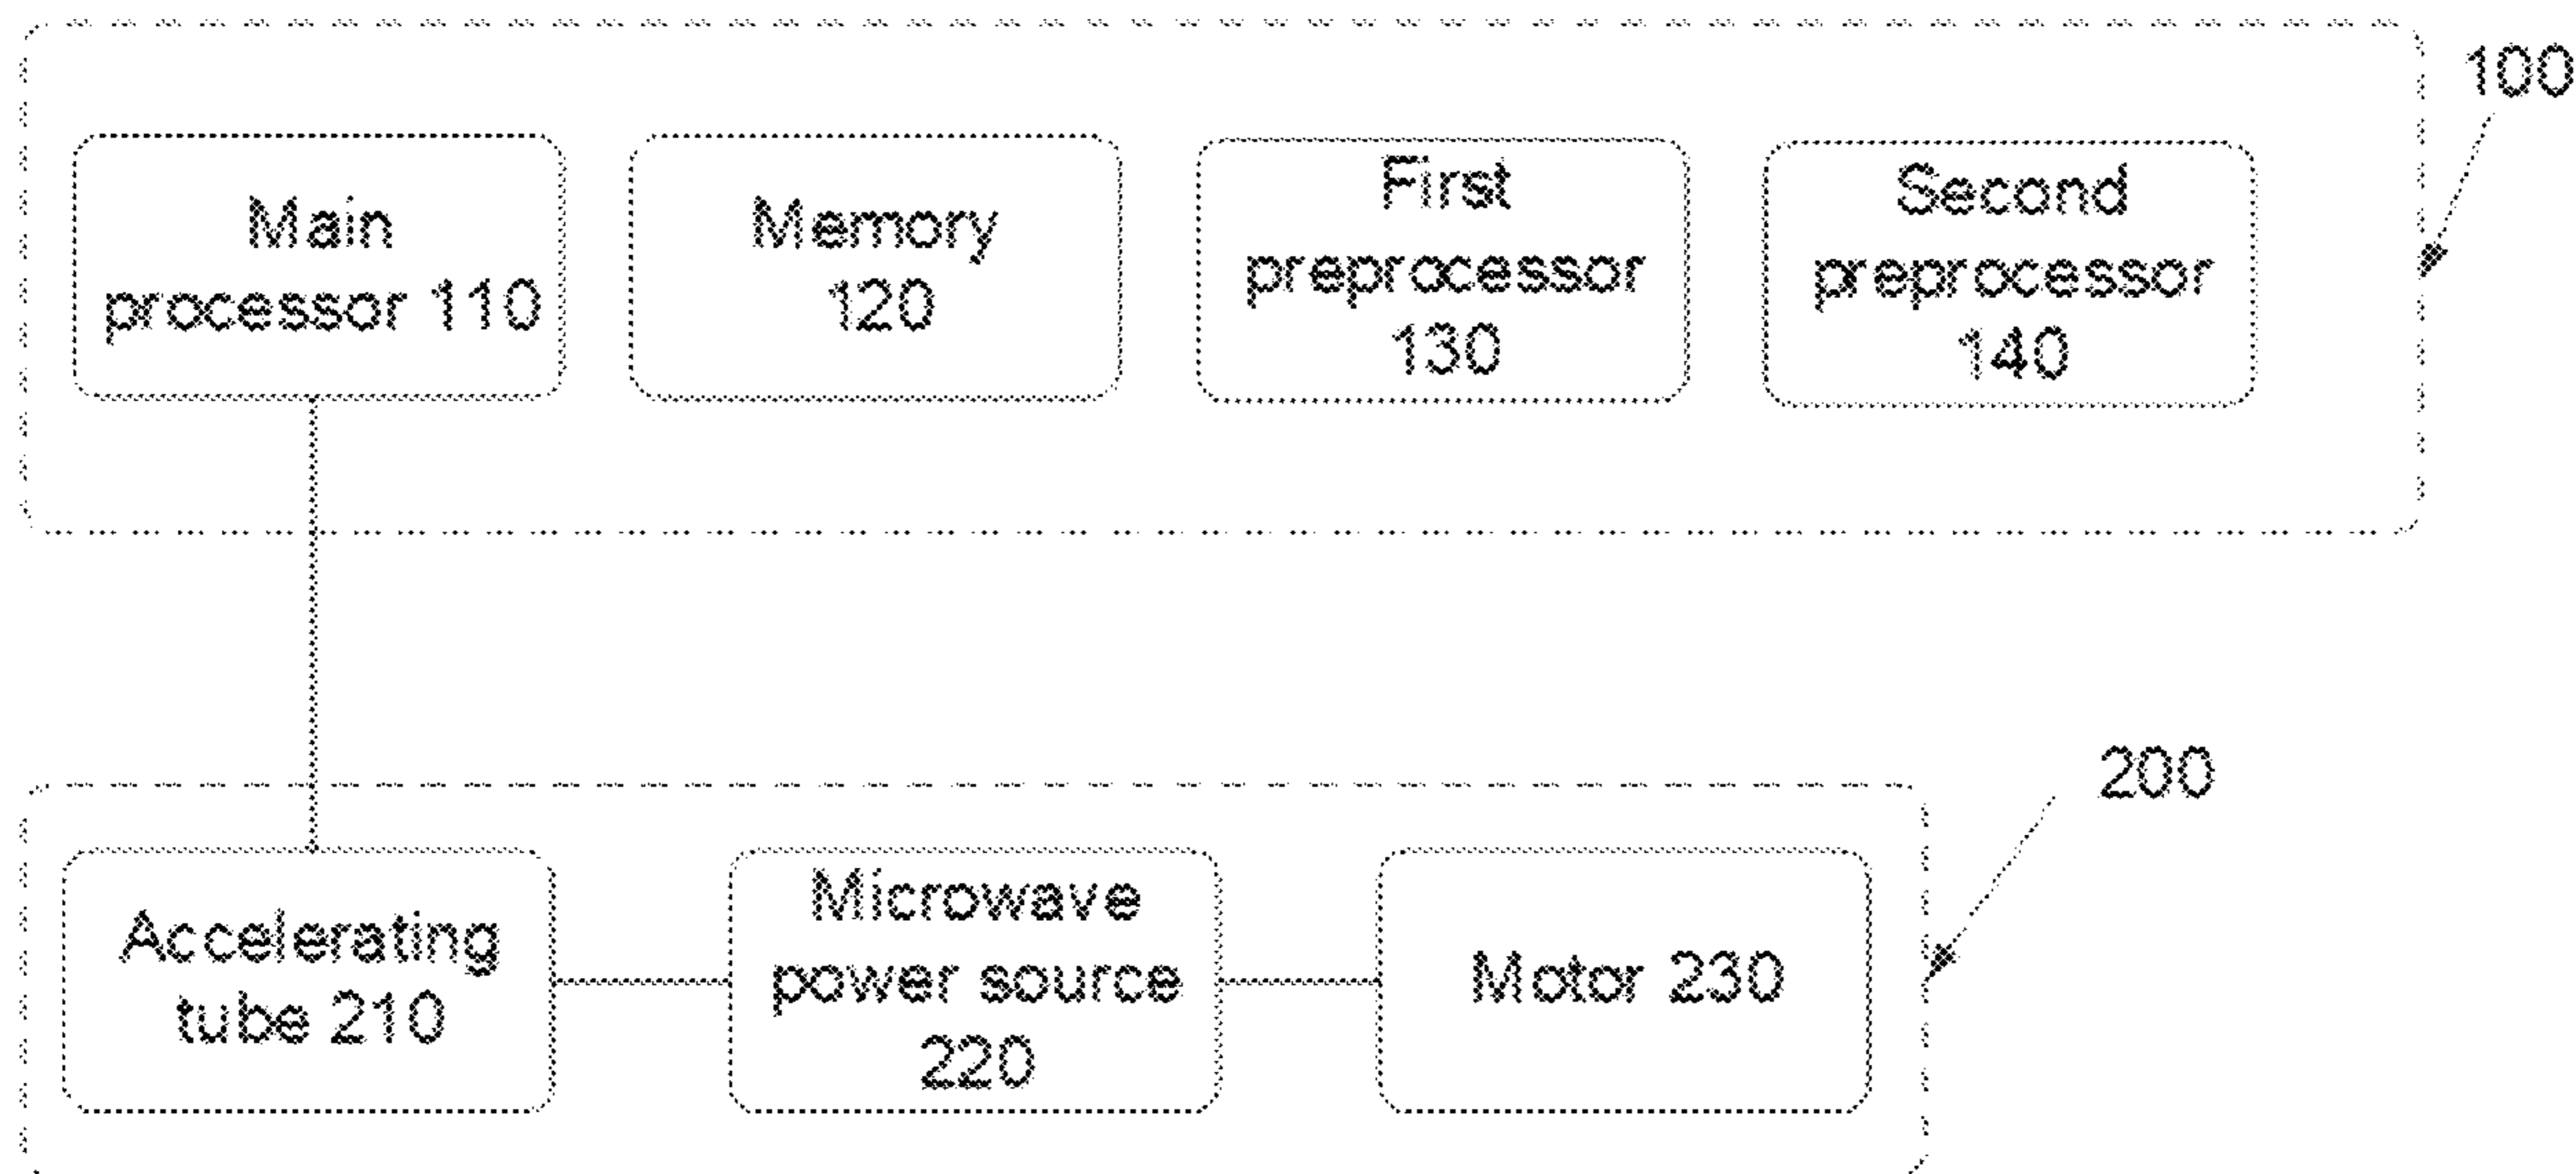 100
Main
processor 110
Memory
120
First
preprocessor
130
Second
preprocessor
140
200
Accelerating
tube 210
Microwave
power source
220
Motor 230